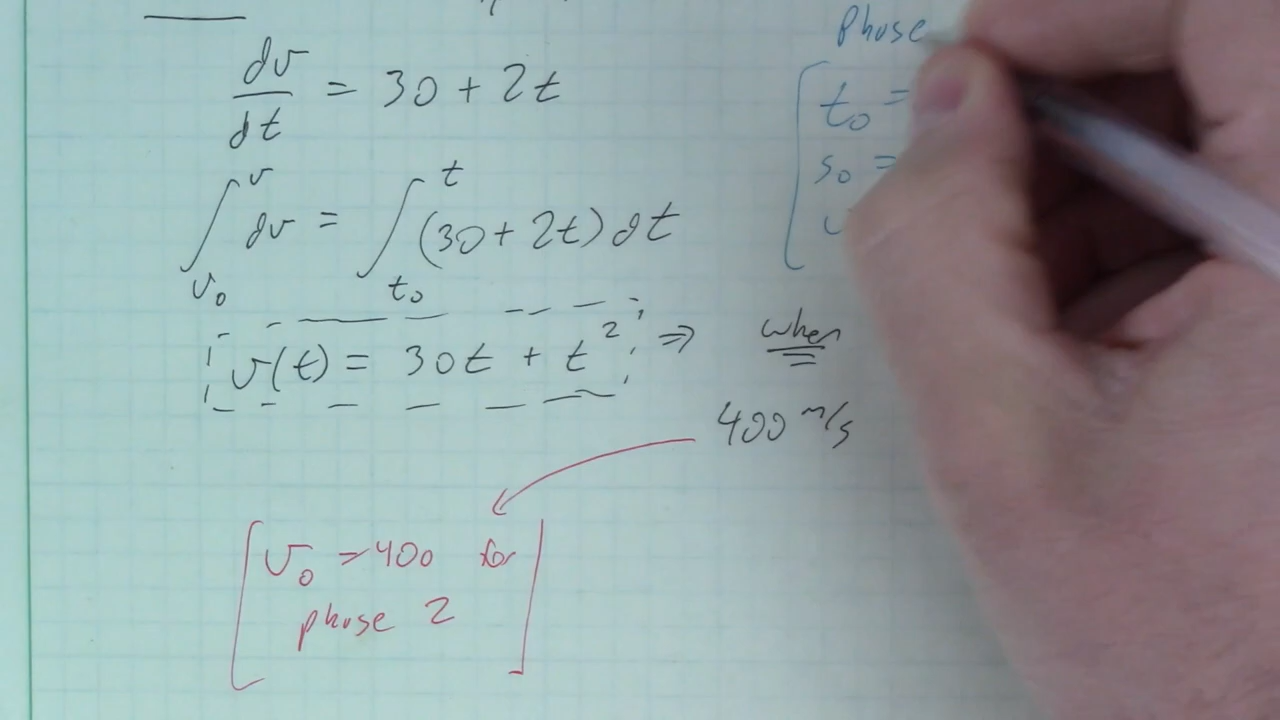 dv/dt = 30 + 2t
∫_{v₀}^{v} dv = ∫_{t₀}^{t} (30 + 2t) dt
v(t) = 30t + t² ⇒ when
400 m/s
v₀ = 400 for
phase 2
Phase
t₀ =
s₀ =